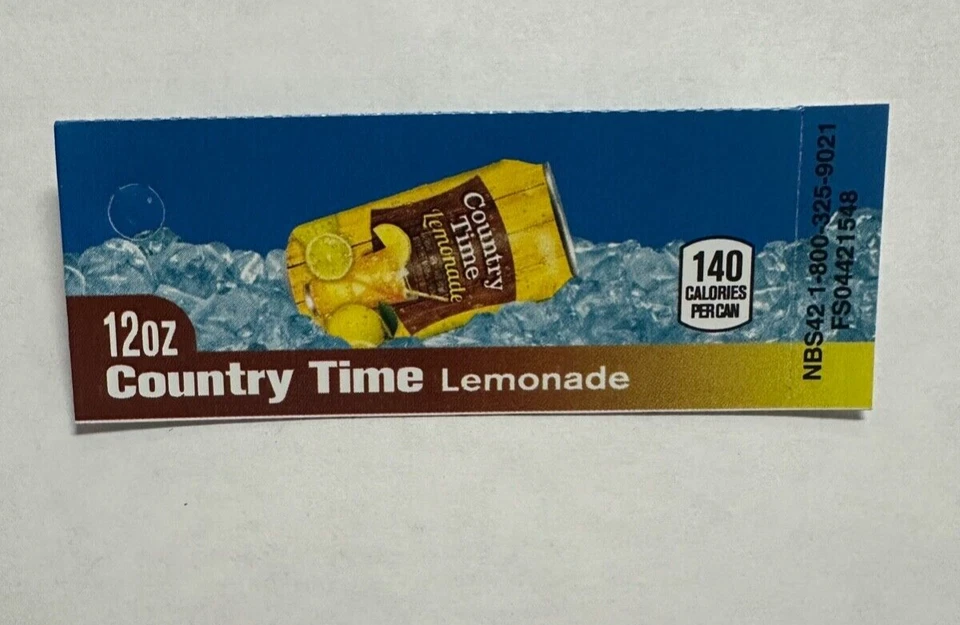 Country
Time
Lemonade
140
CALORIES
PER CAN
12oz
Country Time Lemonade
NBS42 1-800-325-9021
FS04421548